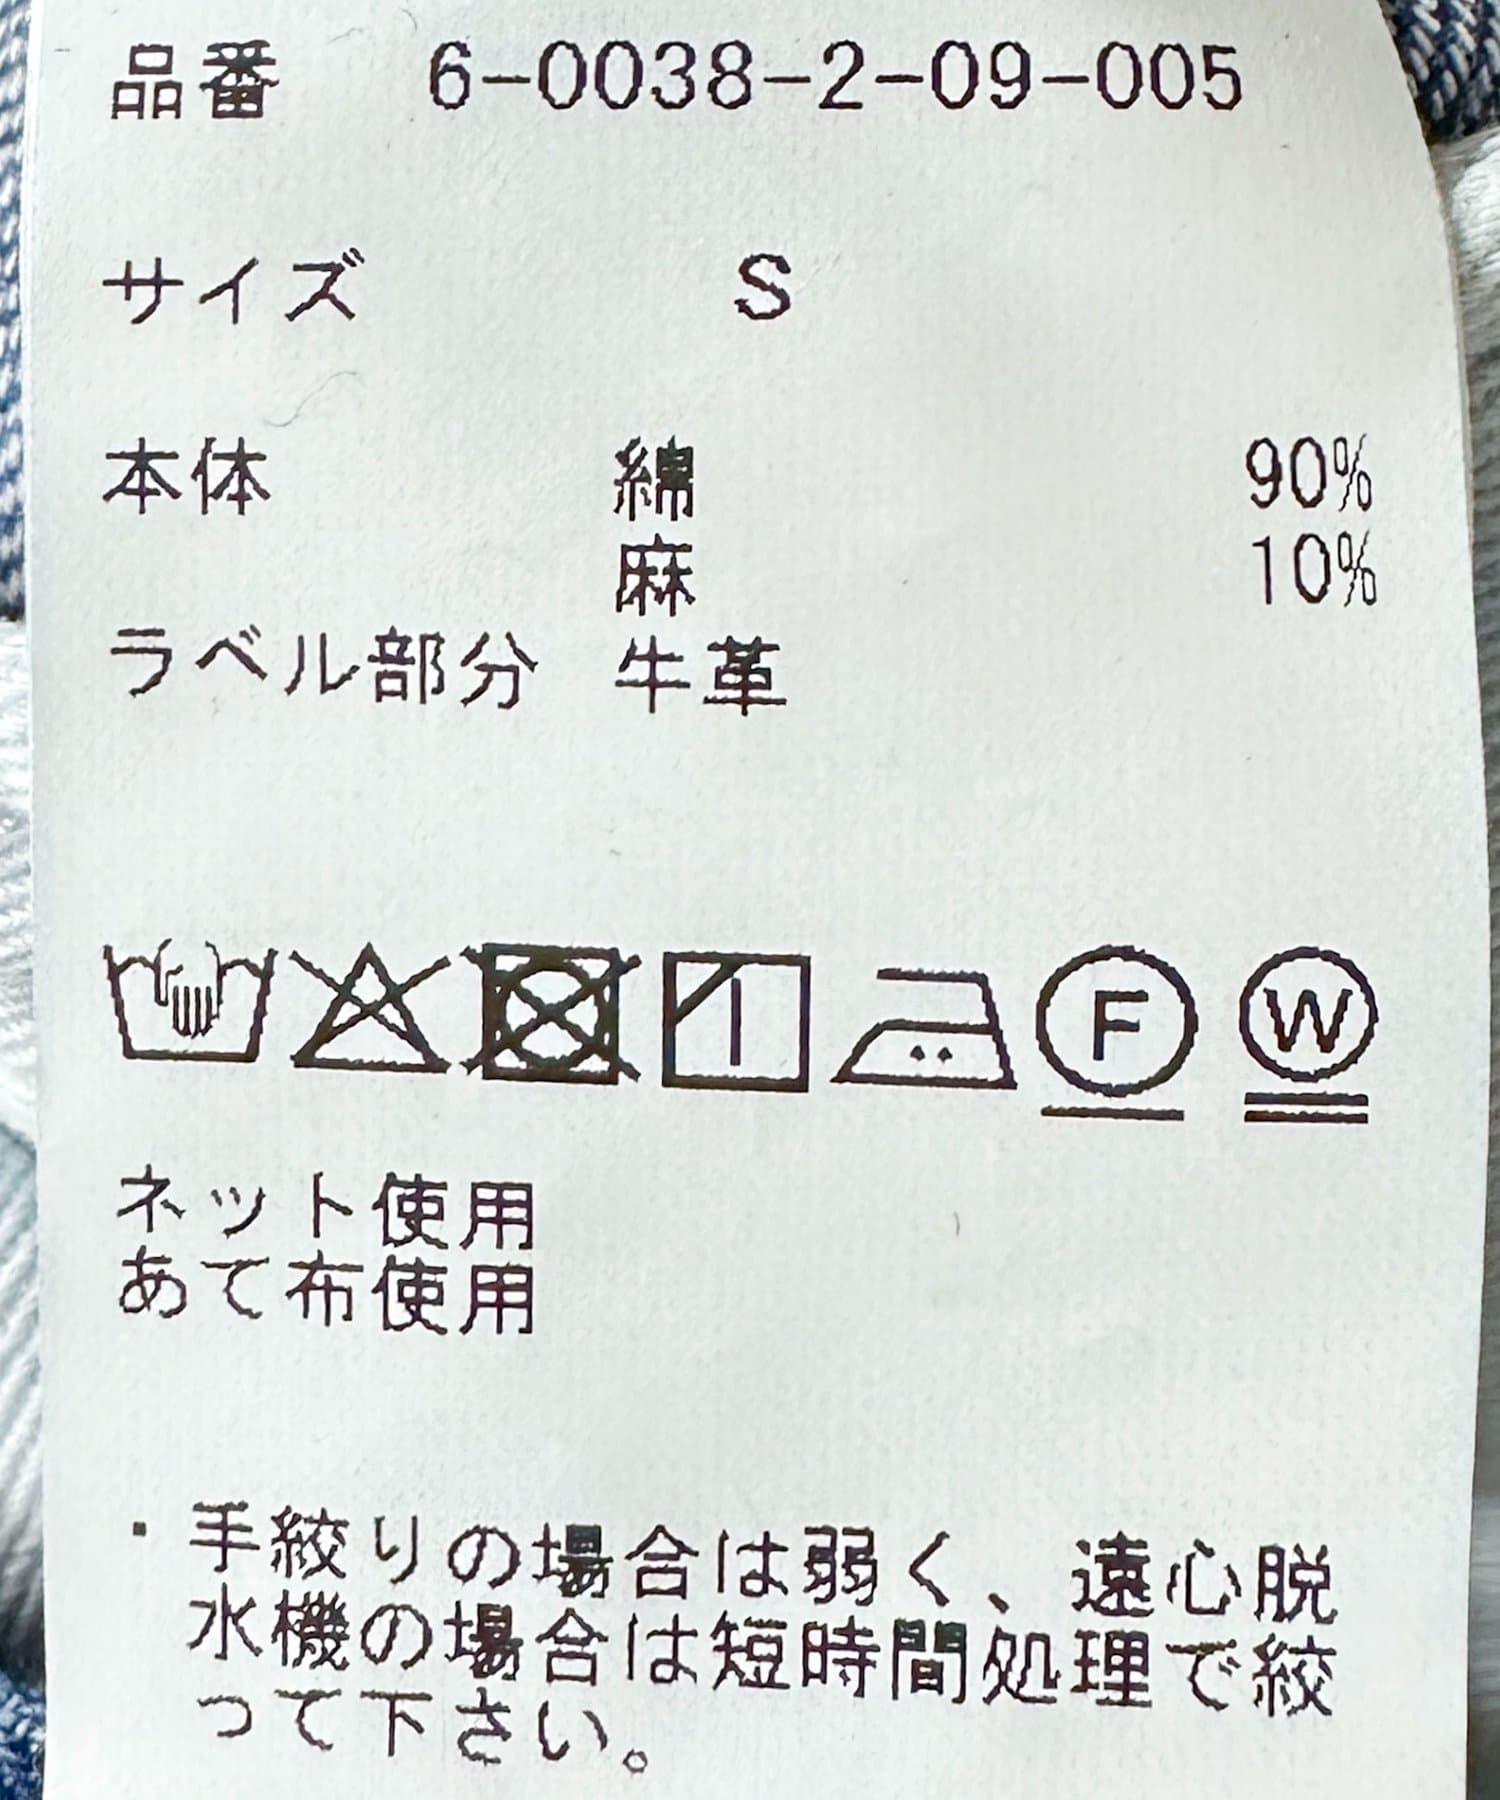 品番 6-0038-2-09-005
サイズ S
本体 綿 90%
麻 10%
ラベル部分 牛革
F W
ネット使用
あて布使用
・手絞りの場合は弱く、遠心脱
水機の場合は短時間処理で絞
って下さい。